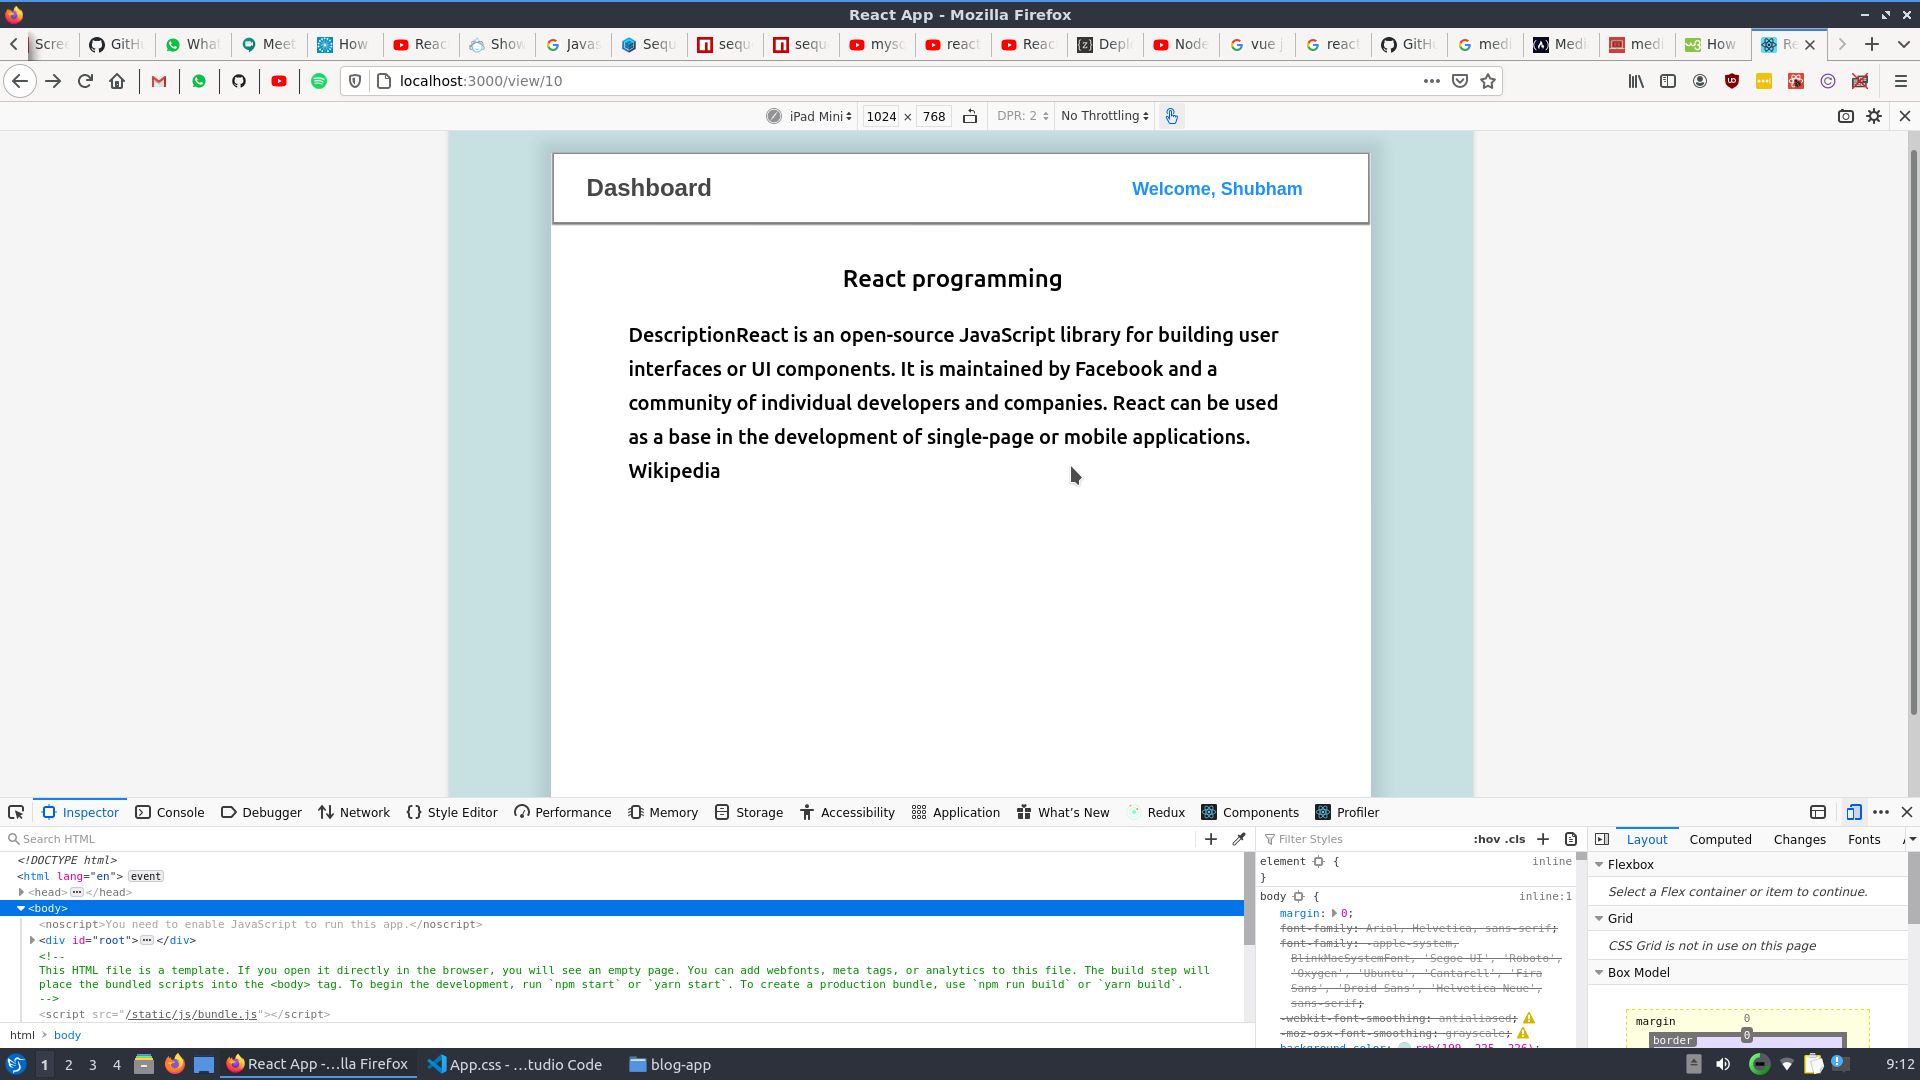 React App - Mozilla Firefox
Scree
GitHu
What
Meet
How
Reac
Show
Javas
Sequ
sequ
sequ
mysq
react
Reac
Depl
Node
vue j
react
GitHu
medi
Medi
medi
How
Re
localhost:3000/view/10
iPad Mini 1024 × 768 DPR: 2 No Throttling
Dashboard Welcome, Shubham
React programming
DescriptionReact is an open-source JavaScript library for building user
interfaces or UI components. It is maintained by Facebook and a
community of individual developers and companies. React can be used
as a base in the development of single-page or mobile applications.
Wikipedia
Inspector Console Debugger Network Style Editor Performance Memory Storage Accessibility Application What's New Redux Components Profiler
Search HTML
<!DOCTYPE html>
<html lang="en"> event
<head> </head>
<body>
<noscript>You need to enable JavaScript to run this app.</noscript>
<div id="root"> </div>
<!--
This HTML file is a template. If you open it directly in the browser, you will see an empty page. You can add webfonts, meta tags, or analytics to this file. The build step will
place the bundled scripts into the <body> tag. To begin the development, run `npm start` or `yarn start`. To create a production bundle, use `npm run build` or `yarn build`.
-->
<script src="/static/js/bundle.js"></script>
html body
Filter Styles :hov .cls
element { inline
}
body { inline:1
margin: 0;
font-family: Arial, Helvetica, sans-serif;
font-family: -apple-system,
BlinkMacSystemFont, 'Segoe UI', 'Roboto',
'Oxygen', 'Ubuntu', 'Cantarell', 'Fira
Sans', 'Droid Sans', 'Helvetica Neue',
sans-serif;
-webkit-font-smoothing: antialiased;
-moz-osx-font-smoothing: grayscale;
Layout Computed Changes Fonts
Flexbox
Select a Flex container or item to continue.
Grid
CSS Grid is not in use on this page
Box Model
margin 0
border 0
1 2 3 4 React App -...lla Firefox App.css - ...tudio Code blog-app 9:12